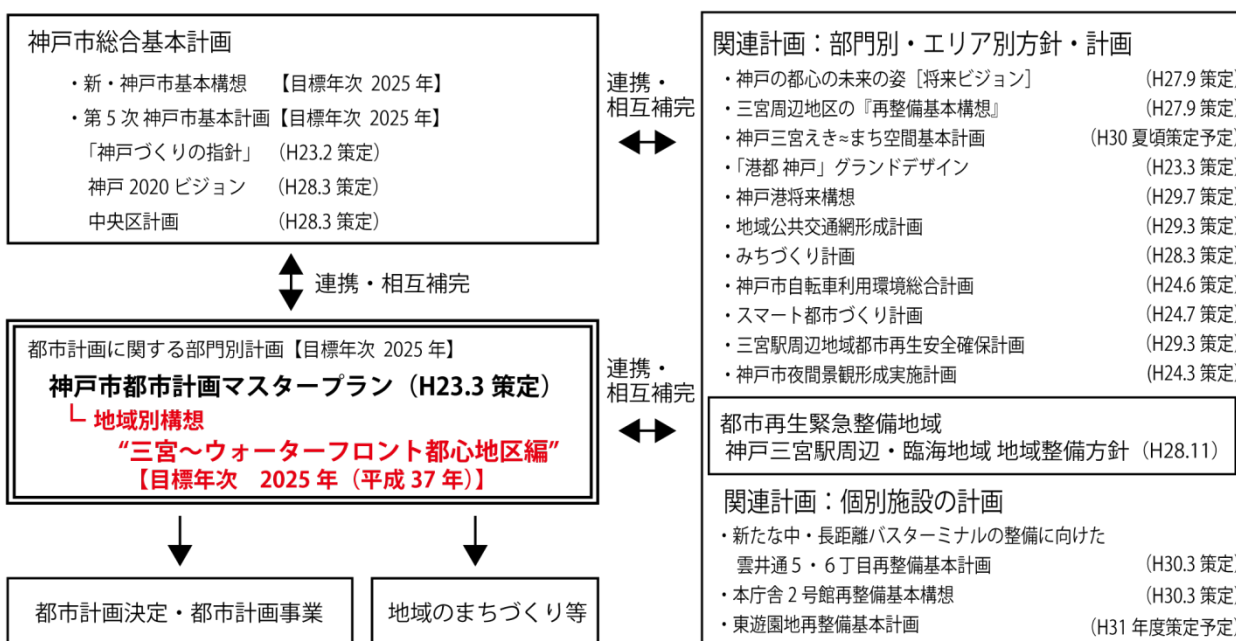 神戸市総合基本計画
・新・神戸市基本構想 【目標年次 2025 年】
・第 5 次 神戸市基本計画【目標年次 2025 年】
「神戸づくりの指針」 (H23.2 策定)
神戸 2020 ビジョン (H28.3 策定)
中央区計画 (H28.3 策定)
連携・相互補完
都市計画に関する部門別計画【目標年次 2025 年】
神戸市都市計画マスタープラン（H23.3 策定）
地域別構想
“三宮～ウォーターフロント都心地区編”
【目標年次 2025 年（平成 37 年）】
都市計画決定・都市計画事業
地域のまちづくり等
連携・
相互補完
連携・
相互補完
関連計画：部門別・エリア別方針・計画
・神戸の都心の未来の姿［将来ビジョン］ (H27.9 策定)
・三宮周辺地区の『再整備基本構想』 (H27.9 策定)
・神戸三宮えき≈まち空間基本計画 (H30 夏頃策定予定)
・「港都 神戸」グランドデザイン (H23.3 策定)
・神戸港将来構想 (H29.7 策定)
・地域公共交通網形成計画 (H29.3 策定)
・みちづくり計画 (H28.3 策定)
・神戸市自転車利用環境総合計画 (H24.6 策定)
・スマート都市づくり計画 (H24.7 策定)
・三宮駅周辺地域都市再生安全確保計画 (H29.3 策定)
・神戸市夜間景観形成実施計画 (H24.3 策定)
都市再生緊急整備地域
神戸三宮駅周辺・臨海地域 地域整備方針（H28.11）
関連計画：個別施設の計画
・新たな中・長距離バスターミナルの整備に向けた
雲井通 5 ・ 6 丁目再整備基本計画 (H30.3 策定)
・本庁舎 2 号館再整備基本構想 (H30.3 策定)
・東遊園地再整備基本計画 (H31 年度策定予定)